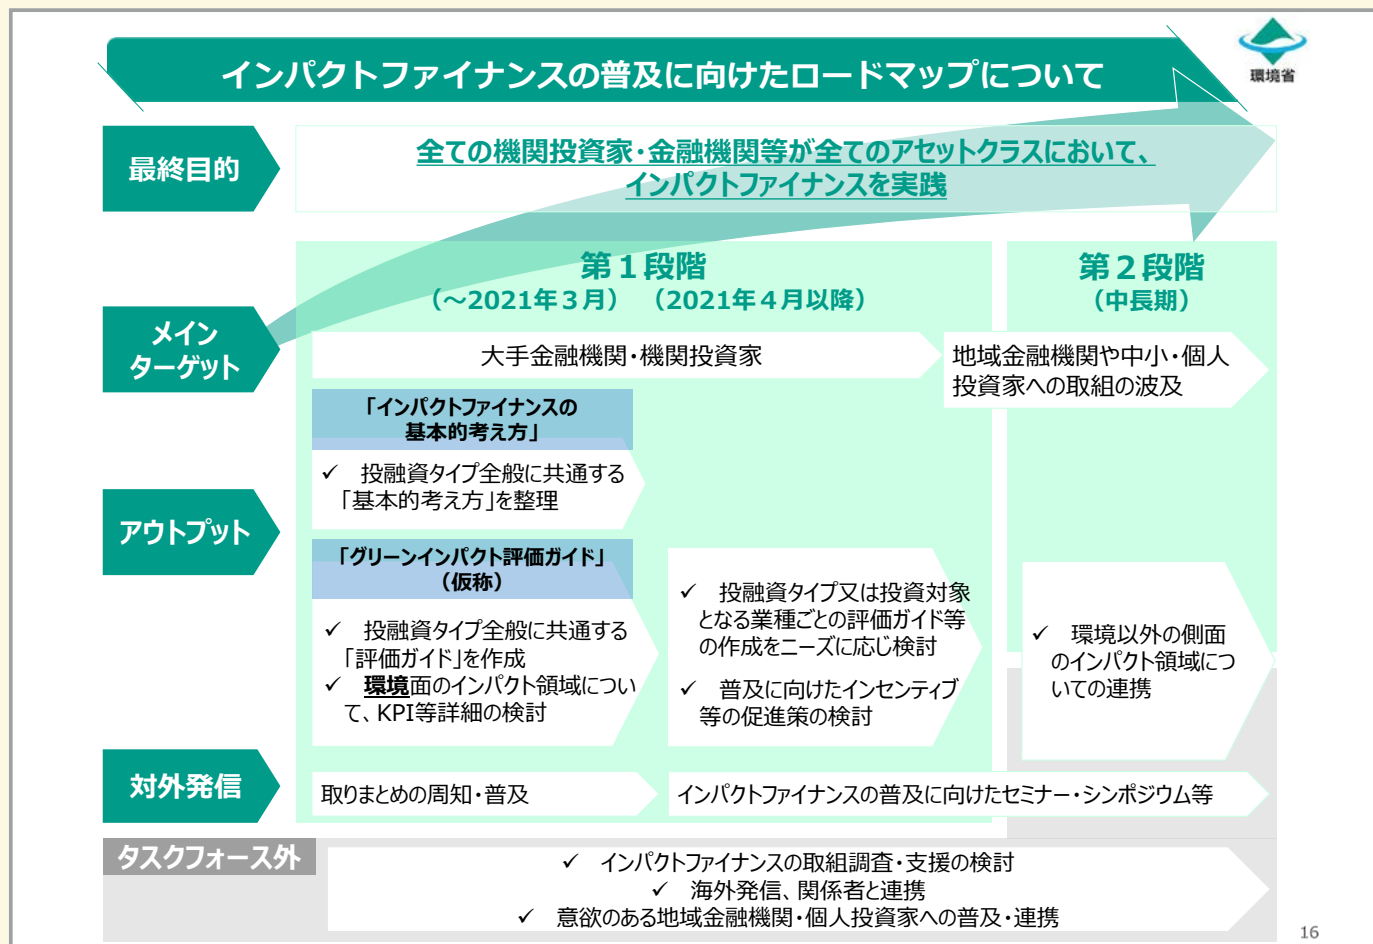 インパクトファイナンスの普及に向けたロードマップについて
環境省
最終目的
全ての機関投資家・金融機関等が全てのアセットクラスにおいて、
インパクトファイナンスを実践
第１段階
（～2021年３月）　（2021年４月以降）
第２段階
（中長期）
メイン
ターゲット
大手金融機関・機関投資家
地域金融機関や中小・個人
投資家への取組の波及
アウトプット
「インパクトファイナンスの
基本的考え方」
✓ 投融資タイプ全般に共通する
「基本的考え方」を整理
「グリーンインパクト評価ガイド」
（仮称）
✓ 投融資タイプ全般に共通する
「評価ガイド」を作成
✓ 環境面のインパクト領域につい
て、KPI等詳細の検討
✓ 投融資タイプ又は投資対象
となる業種ごとの評価ガイド等
の作成をニーズに応じ検討
✓ 普及に向けたインセンティブ
等の促進策の検討
✓ 環境以外の側面
のインパクト領域につ
いての連携
対外発信
取りまとめの周知・普及
インパクトファイナンスの普及に向けたセミナー・シンポジウム等
タスクフォース外
✓ インパクトファイナンスの取組調査・支援の検討
✓ 海外発信、関係者と連携
✓ 意欲のある地域金融機関・個人投資家への普及・連携
16